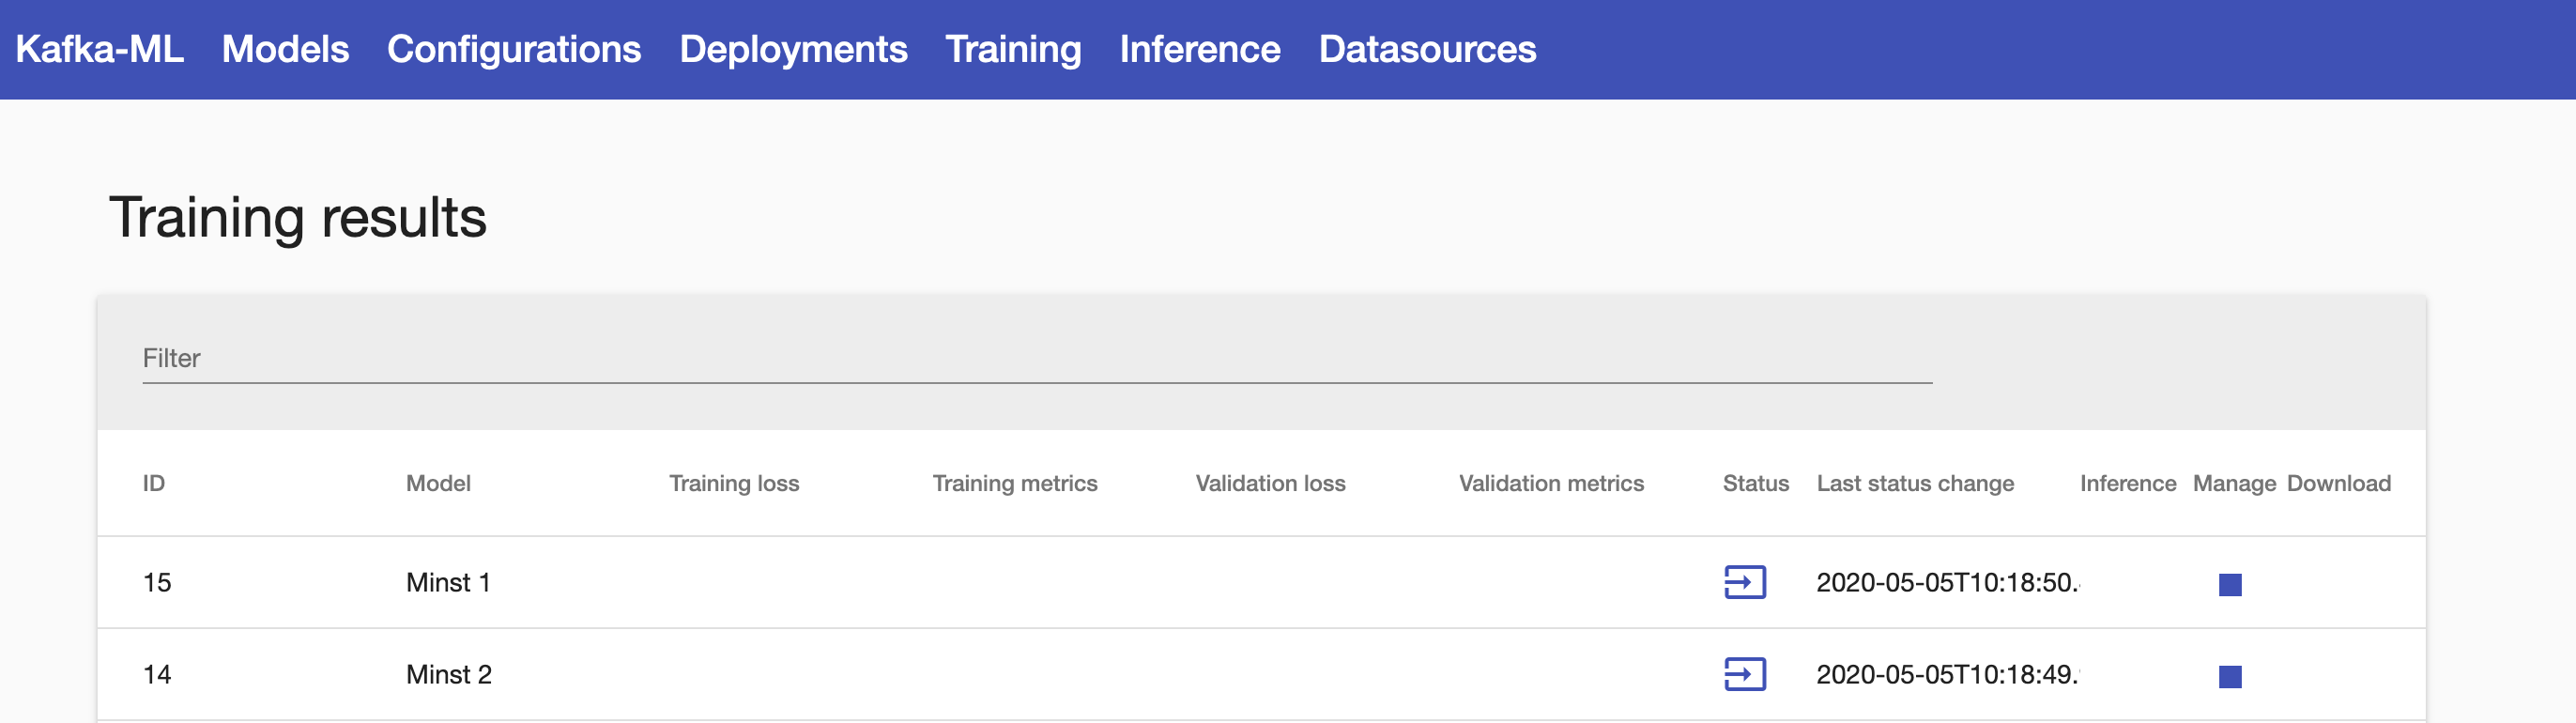 Kafka-ML Models Configurations Deployments Training Inference Datasources
Training results
Filter
ID Model Training loss Training metrics Validation loss Validation metrics Status Last status change Inference Manage Download
15 Minst 1 2020-05-05T10:18:50.
14 Minst 2 2020-05-05T10:18:49.